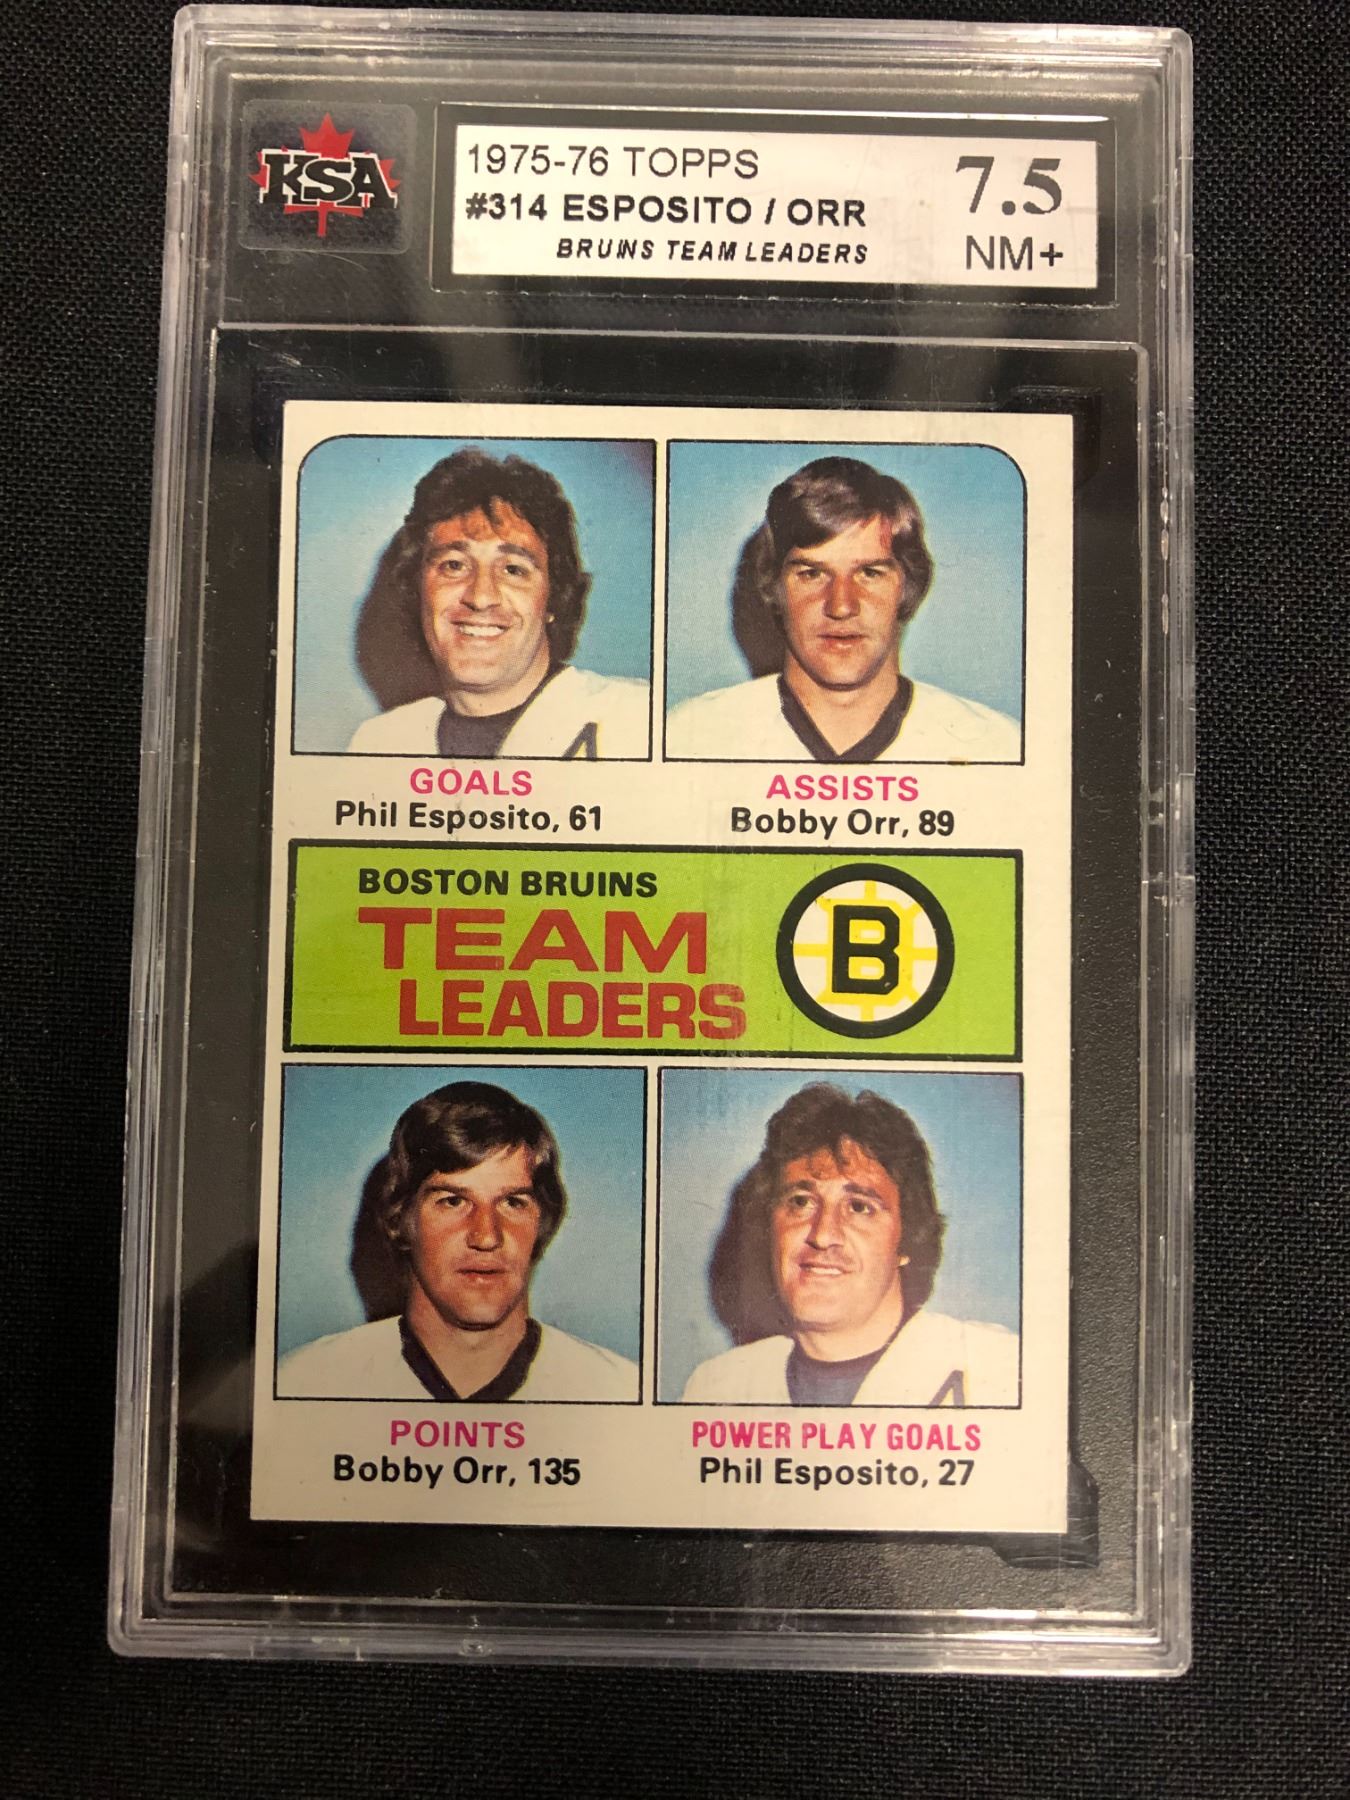 KSA
1975-76 TOPPS
#314 ESPOSITO / ORR
BRUINS TEAM LEADERS
7.5
NM+
A
GOALS
Phil Esposito, 61
ASSISTS
Bobby Orr, 89
BOSTON BRUINS
TEAM
LEADERS
B
A
POINTS
Bobby Orr, 135
POWER PLAY GOALS
Phil Esposito, 27